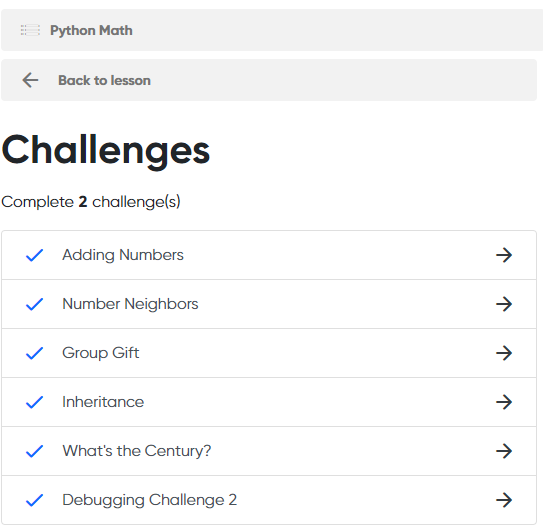 Python Math
Back to lesson
Challenges
Complete 2 challenge(s)
Adding Numbers
Number Neighbors
Group Gift
Inheritance
What's the Century?
Debugging Challenge 2